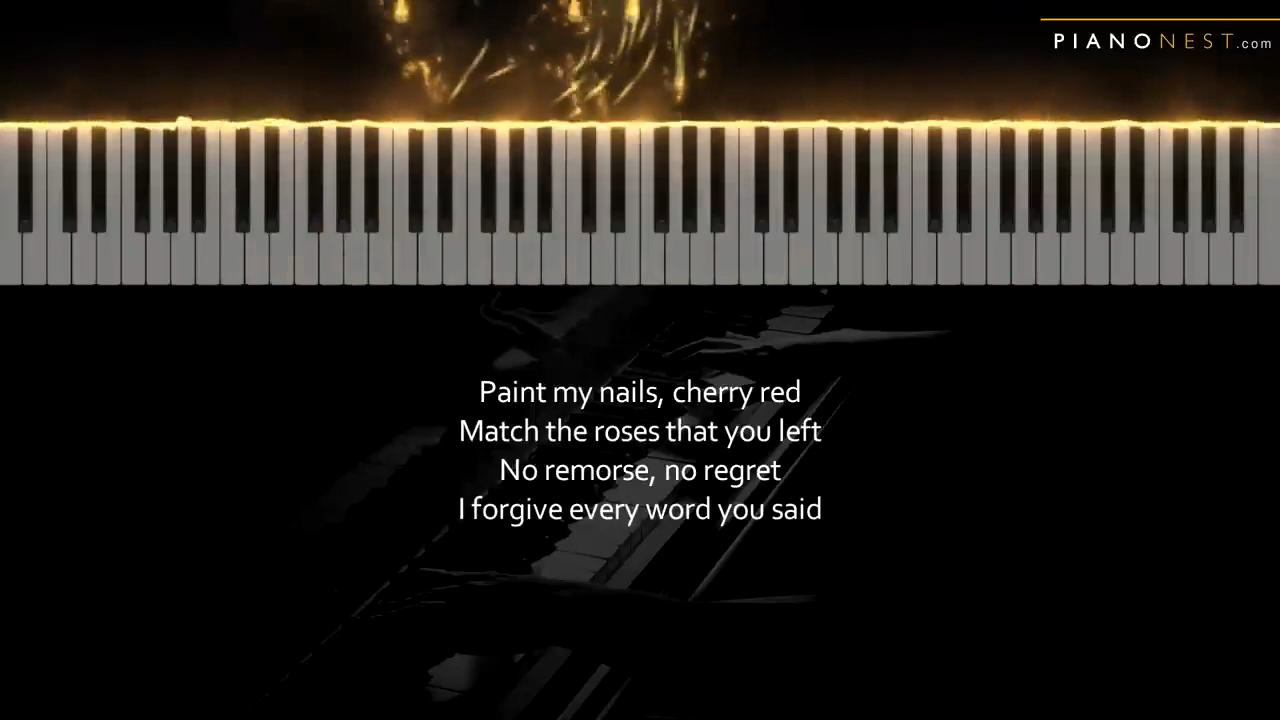 PIANONEST.com
Paint my nails, cherry red
Match the roses that you left
No remorse, no regret
I forgive every word you said